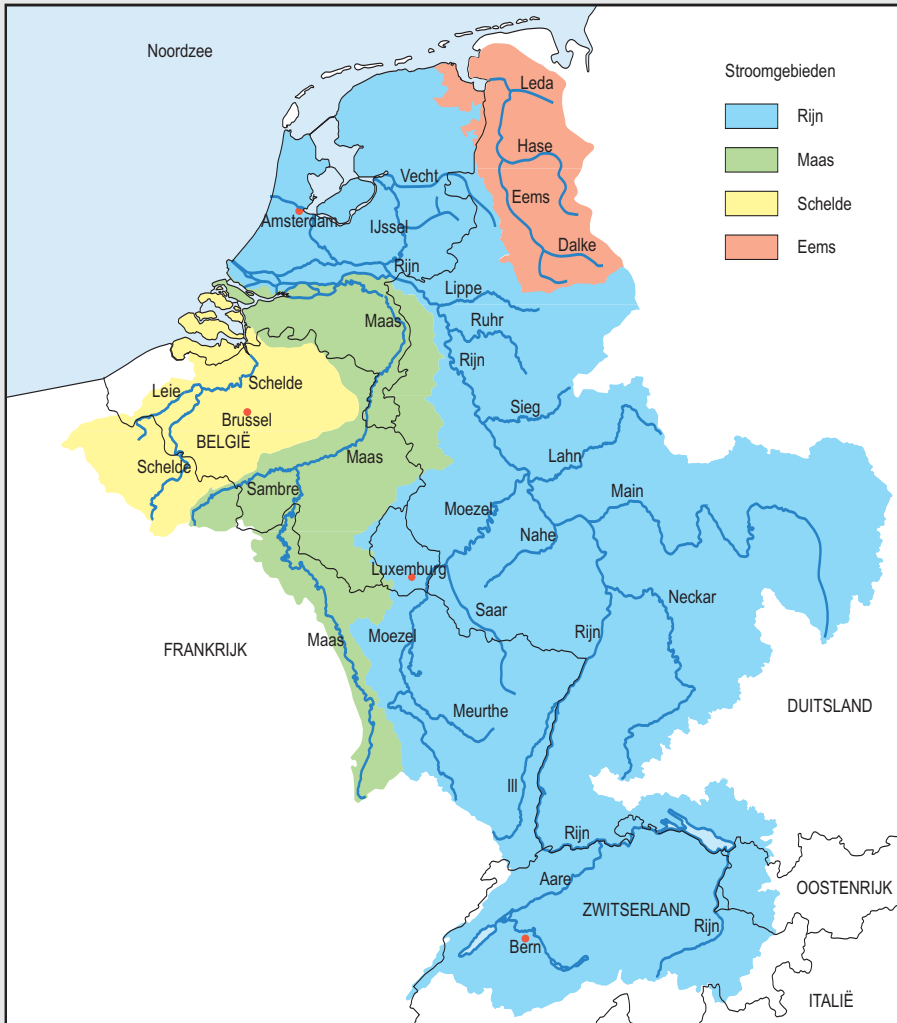 Noordzee
Stroomgebieden
Rijn
Maas
Schelde
Eems
Leda
Hase
Vecht
Eems
Amsterdam
IJssel
Dalke
Rijn
Lippe
Maas
Ruhr
Rijn
Schelde
Leie
Sieg
Brussel
BELGIË
Lahn
Maas
Schelde
Sambre
Main
Moezel
Nahe
Luxemburg
Neckar
Saar
Rijn
Moezel
Maas
FRANKRIJK
DUITSLAND
Meurthe
Ill
Rijn
Aare
OOSTENRIJK
ZWITSERLAND
Rijn
Bern
ITALIË